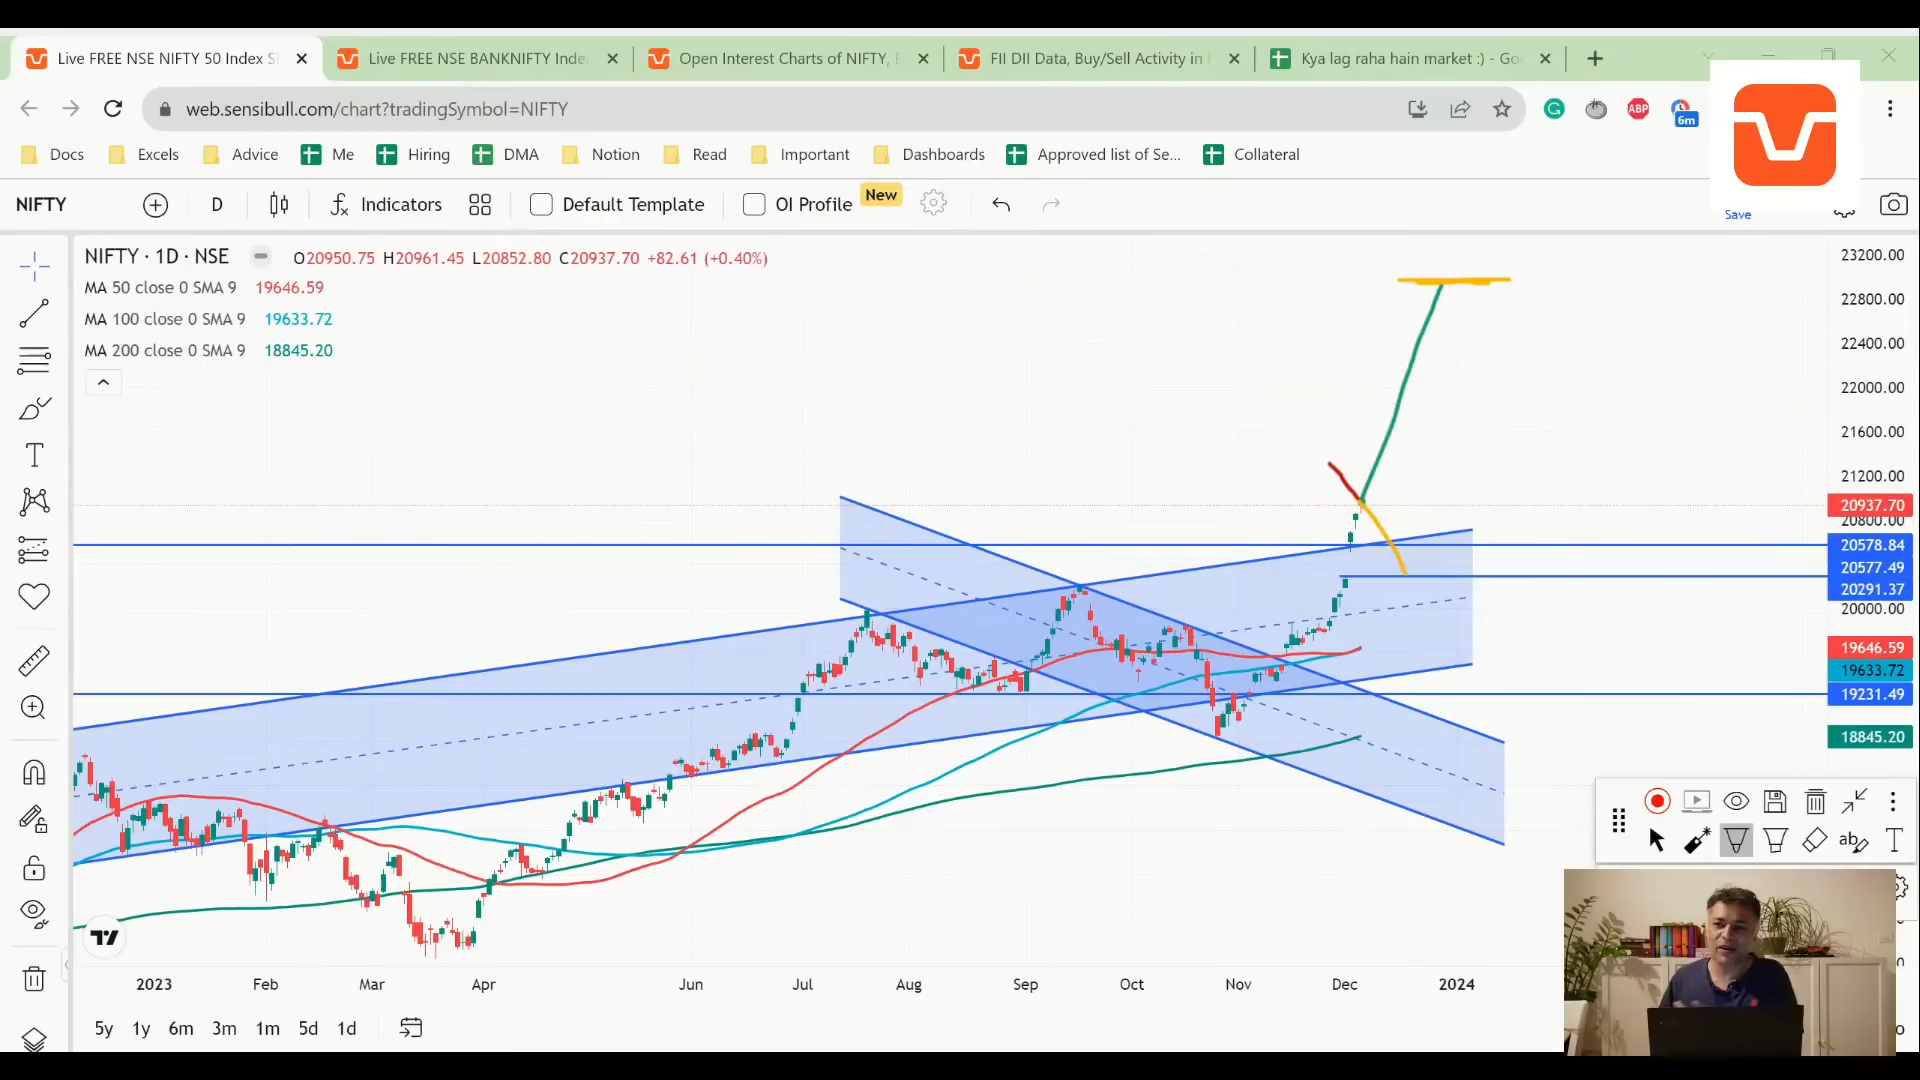 Live FREE NSE NIFTY 50 Index S
Live FREE NSE BANKNIFTY Inde
Open Interest Charts of NIFTY,
FII DII Data, Buy/Sell Activity in
Kya lag raha hain market :) - Go
web.sensibull.com/chart?tradingSymbol=NIFTY
ABP
6m
Docs
Excels
Advice
Me
Hiring
DMA
Notion
Read
Important
Dashboards
Approved list of Se...
Collateral
NIFTY
D
Indicators
Default Template
OI Profile
New
Save
NIFTY · 1D · NSE
O20950.75 H20961.45 L20852.80 C20937.70 +82.61 (+0.40%)
MA 50 close 0 SMA 9 19646.59
MA 100 close 0 SMA 9 19633.72
MA 200 close 0 SMA 9 18845.20
23200.00
22800.00
22400.00
22000.00
21600.00
21200.00
20937.70
20800.00
20578.84
20577.49
20291.37
20000.00
19646.59
19633.72
19231.49
18845.20
2023
Feb
Mar
Apr
Jun
Jul
Aug
Sep
Oct
Nov
Dec
2024
5y
1y
6m
3m
1m
5d
1d